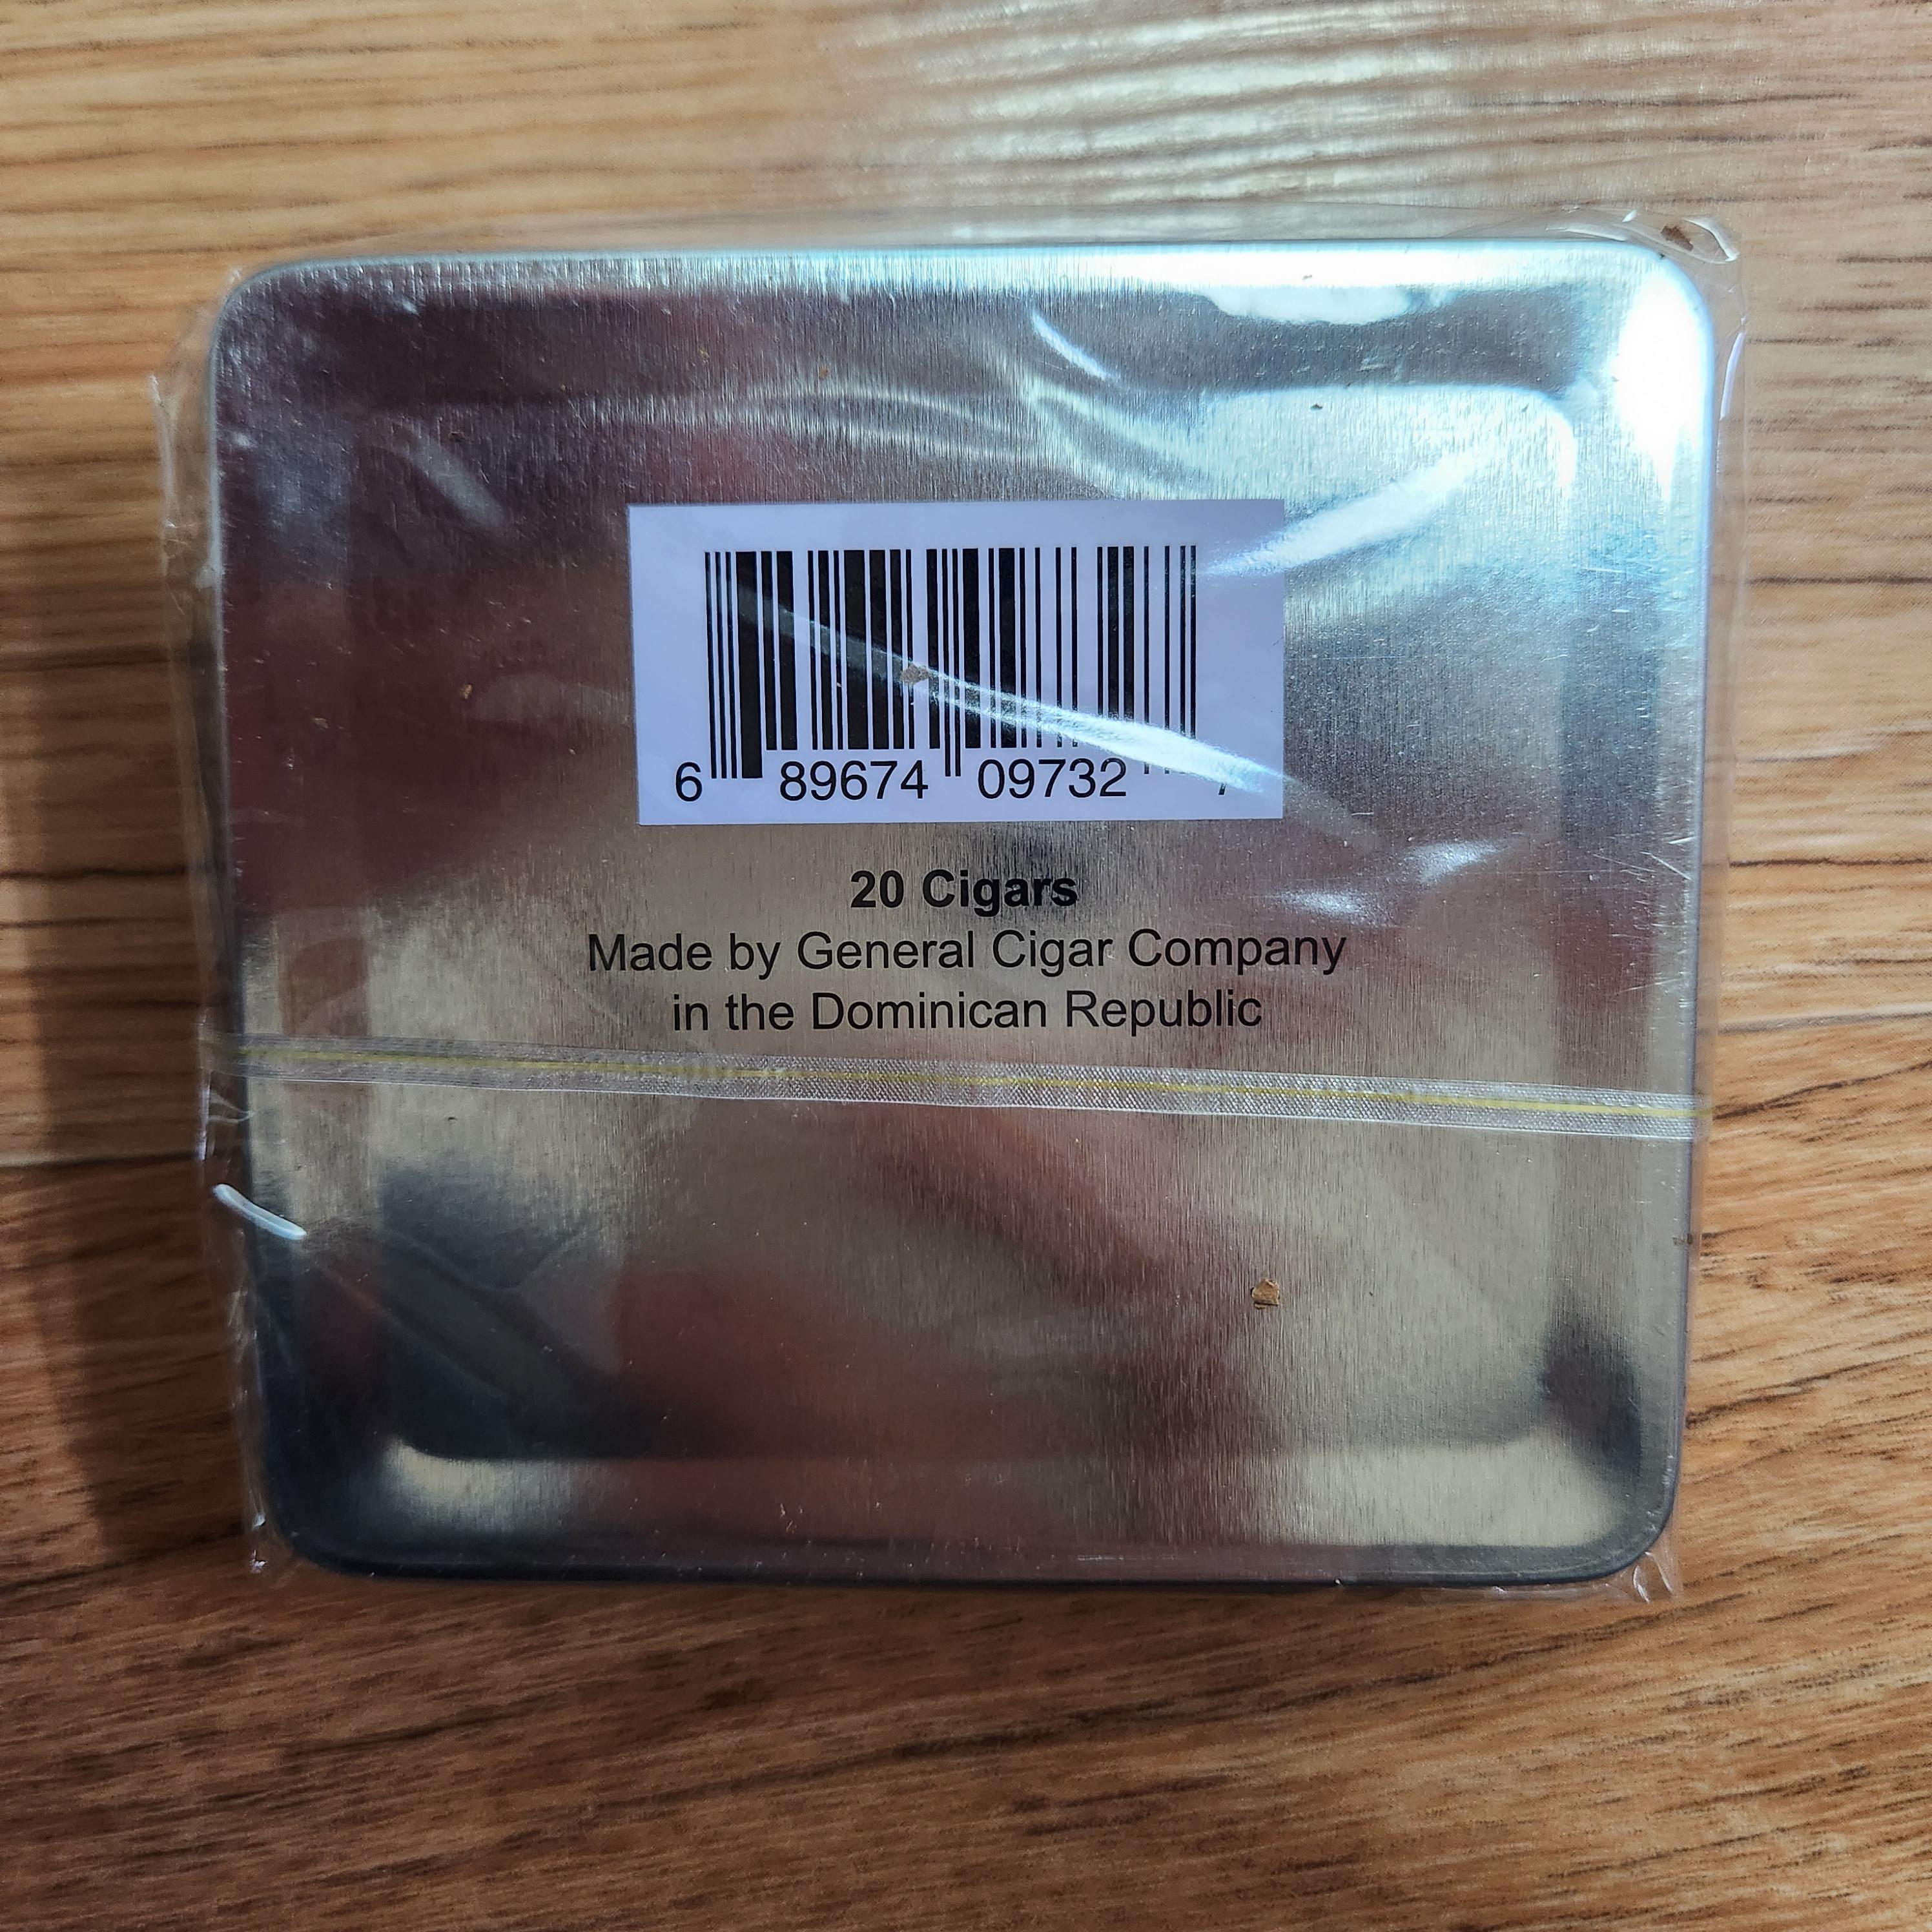 6 89674 09732 7
20 Cigars
Made by General Cigar Company
in the Dominican Republic